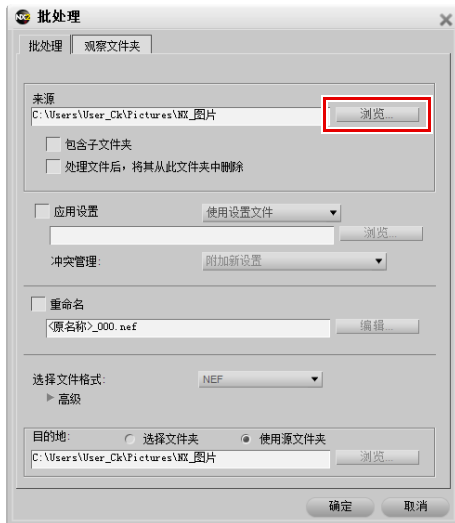 NX2 批处理
批处理 观察文件夹
来源
C:\Users\User_Ck\Pictures\NX_图片 浏览...
包含子文件夹
处理文件后，将其从此文件夹中删除
应用设置 使用设置文件
浏览...
冲突管理: 附加新设置
重命名
<原名称>_000.nef 编辑...
选择文件格式: NEF
高级
目的地: 选择文件夹 使用源文件夹
C:\Users\User_Ck\Pictures\NX_图片 浏览...
确定 取消